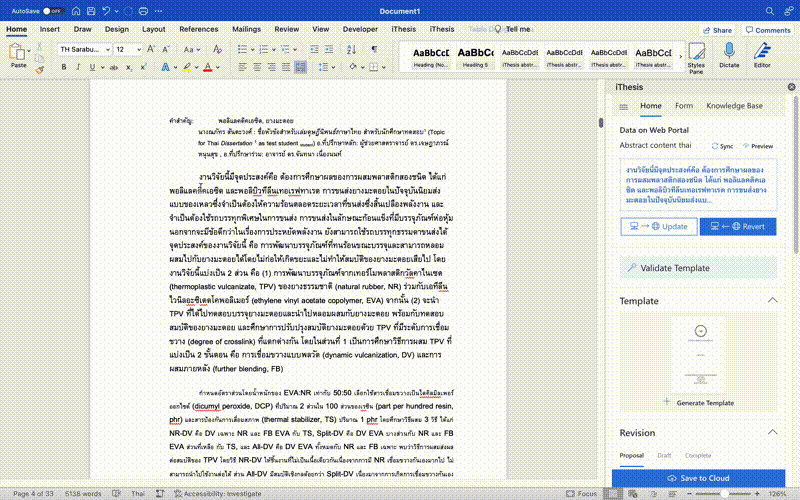 AutoSave OFF
Document1
Home Insert Draw Design Layout References Mailings Review View Developer iThesis iThesis Tell me
Share Comments
Paste
TH Sarabu... 12
AaBbCcDc AaBbCc AaBbCcDdEe AaBbCcDdEe AaBbCcDdEe AaBbCcDdEe
Heading (No... Heading 5 iThesis abstr... iThesis abstr... iThesis abstr... iThesis abstr...
Styles Pane
Dictate
Editor
คำสำคัญ: พอลิแลคติคเอซิด, ยางมะตอย
นางณภัทร สันตะวงศ์ : ชื่อหัวข้อสำหรับเล่มดุษฎีนิพนธ์ภาษาไทย สำหรับนักศึกษาทดสอบ¹ (Topic
for Thai Dissertation ¹ as test student student) อ.ที่ปรึกษาหลัก: ผู้ช่วยศาสตราจารย์ ดร.เจษฎาภรณ์
หนุนสุข , อ.ที่ปรึกษาร่วม: อาจารย์ ดร.จันทนา เนื่องนนท์
งานวิจัยนี้มีจุดประสงค์คือ ต้องการศึกษาผลของการผสมพลาสติกสองชนิด ได้แก่
พอลิแลคติคเอซิด และพอลิบิวทีลีนเทอเรฟทาเรต การขนส่งยางมะตอยในปัจจุบันนิยมส่ง
แบบของเหลวซึ่งจำเป็นต้องให้ความร้อนตลอดระยะเวลาที่ขนส่งซึ่งสิ้นเปลืองพลังงาน และ
จำเป็นต้องใช้รถบรรทุกพิเศษในการขนส่ง การขนส่งในลักษณะก้อนแข็งที่มีบรรจุภัณฑ์ห่อหุ้ม
นอกจากจะมีข้อดีกว่าในเรื่องการประหยัดพลังงาน ยังสามารถใช้รถบรรทุกธรรมดาขนส่งได้
จุดประสงค์ของงานวิจัยนี้ คือ การพัฒนาบรรจุภัณฑ์ที่ทนร้อนขณะบรรจุและสามารถหลอม
ผสมไปกับยางมะตอยได้โดยไม่ก่อให้เกิดขยะและไม่ทำให้สมบัติของยางมะตอยเสียไป โดย
งานวิจัยนี้แบ่งเป็น 2 ส่วน คือ (1) การพัฒนาบรรจุภัณฑ์จากเทอร์โมพลาสติกวัลคาไนเซต
(thermoplastic vulcanizate, TPV) ของยางธรรมชาติ (natural rubber, NR) ร่วมกับเอทีลีน
ไวนิลอะซิเตดโคพอลิเมอร์ (ethylene vinyl acetate copolymer, EVA) จากนั้น (2) จะนำ
TPV ที่ได้ไปทดสอบบรรจุยางมะตอยและนำไปหลอมผสมกับยางมะตอย พร้อมกับทดสอบ
สมบัติของยางมะตอย และศึกษาการปรับปรุงสมบัติยางมะตอยด้วย TPV ที่มีระดับการเชื่อม
ขวาง (degree of crosslink) ที่แตกต่างกัน โดยในส่วนที่ 1 เป็นการศึกษาวิธีการผสม TPV ที่
แบ่งเป็น 2 ขั้นตอน คือ การเชื่อมขวางแบบพลวัต (dynamic vulcanization, DV) และการ
ผสมภายหลัง (further blending, FB)
กำหนดอัตราส่วนโดยน้ำหนักของ EVA:NR เท่ากับ 50:50 เลือกใช้สารเชื่อมขวางเป็นไดคิวมิลเพอร์
ออกไซด์ (dicumyl peroxide, DCP) ที่ปริมาณ 2 ส่วนใน 100 ส่วนของเรซิน (part per hundred resin,
phr) และสารป้องกันการเสื่อมสภาพ (thermal stabilizer, TS) ปริมาณ 1 phr โดยศึกษาวิธีผสม 3 วิธี ได้แก่
NR-DV คือ DV เฉพาะ NR และ FB EVA กับ TS, Split-DV คือ DV EVA บางส่วนกับ NR และ FB
EVA ส่วนที่เหลือ กับ TS, และ All-DV คือ DV EVA ทั้งหมดกับ NR และ FB เฉพาะ พบว่าวิธีการผสมส่งผล
ต่อสมบัติของ TPV โดยวิธี NR-DV ให้ชิ้นงานที่ไม่เป็นเนื้อเดียวกันเนื่องจากการมี NR เชื่อมขวางกันเองมากไป ไม่
สามารถนำไปใช้งานต่อได้ ส่วน All-DV มีสมบัติเชิงกลด้อยกว่า Split-DV เนื่องมาจากการเกิดการเชื่อมขวางกันเอง
iThesis
Home Form Knowledge Base
Data on Web Portal
Abstract content thai Sync Preview
งานวิจัยนี้มีจุดประสงค์คือ ต้องการศึกษาผลของ
การผสมพลาสติกสองชนิด ได้แก่ พอลิแลคติคเอ
ซิด และพอลิบิวทีลีนเทอเรฟทาเรต การขนส่งยาง
มะตอยในปัจจุบันนิยมส่งแบ...
Update Revert
Validate Template
Template
Generate Template
Revision
Proposal Draft Complete
Save to Cloud
Page 4 of 33 5138 words Thai Accessibility: Investigate Focus 126%